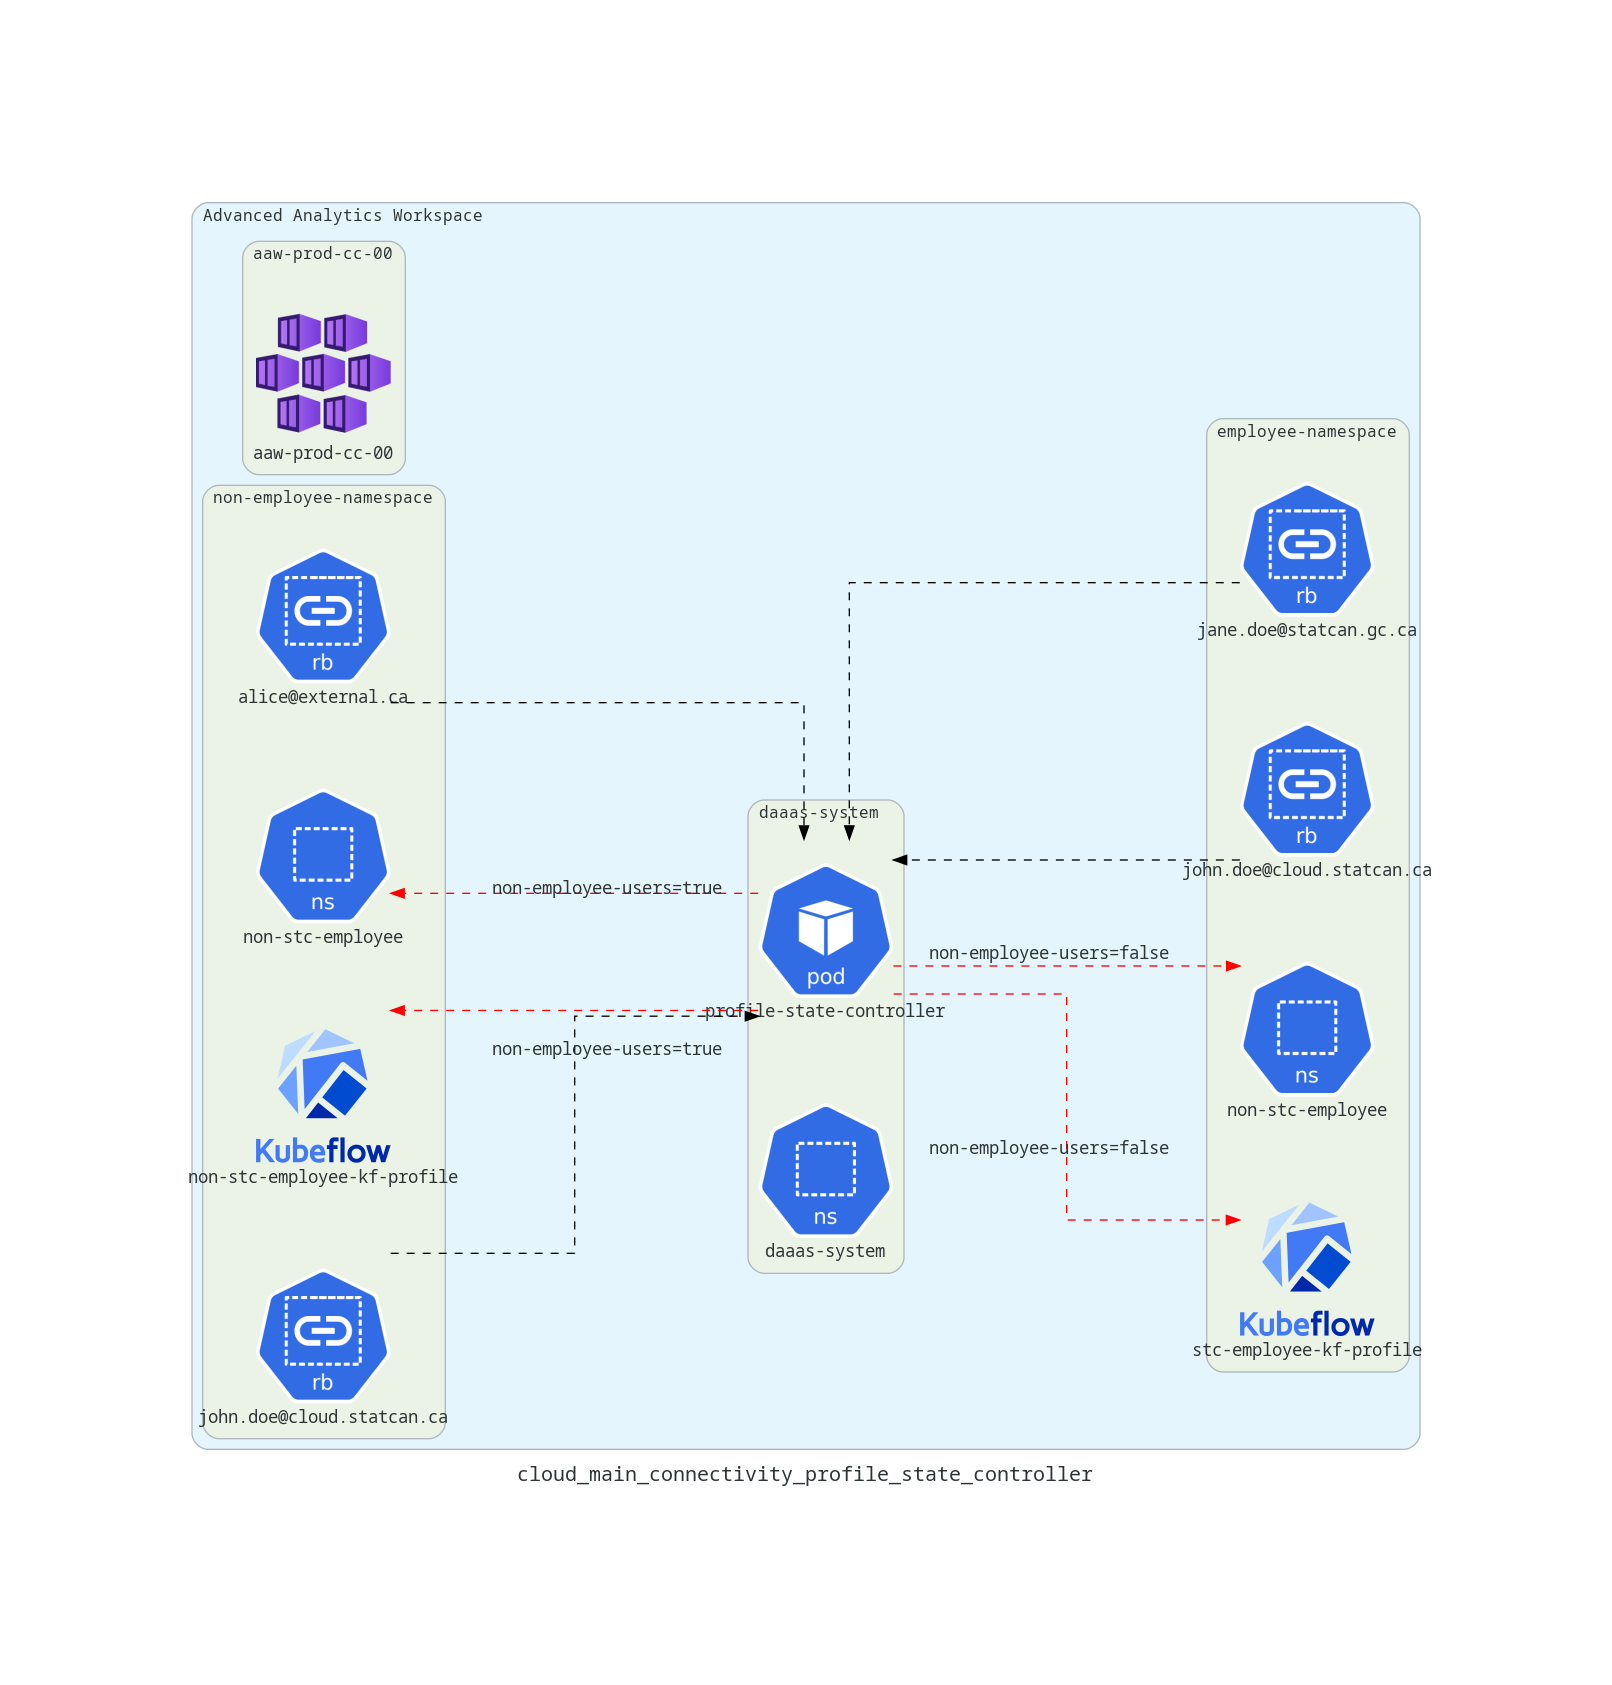 Advanced Analytics Workspace
aaw-prod-cc-00
aaw-prod-cc-00
non-employee-namespace
rb
alice@external.ca
ns
non-stc-employee
Kubeflow
non-stc-employee-kf-profile
rb
john.doe@cloud.statcan.ca
non-employee-users=true
non-employee-users=true
daaas-system
pod
profile-state-controller
ns
daaas-system
non-employee-users=false
non-employee-users=false
employee-namespace
rb
jane.doe@statcan.gc.ca
rb
john.doe@cloud.statcan.ca
ns
non-stc-employee
Kubeflow
stc-employee-kf-profile
cloud_main_connectivity_profile_state_controller